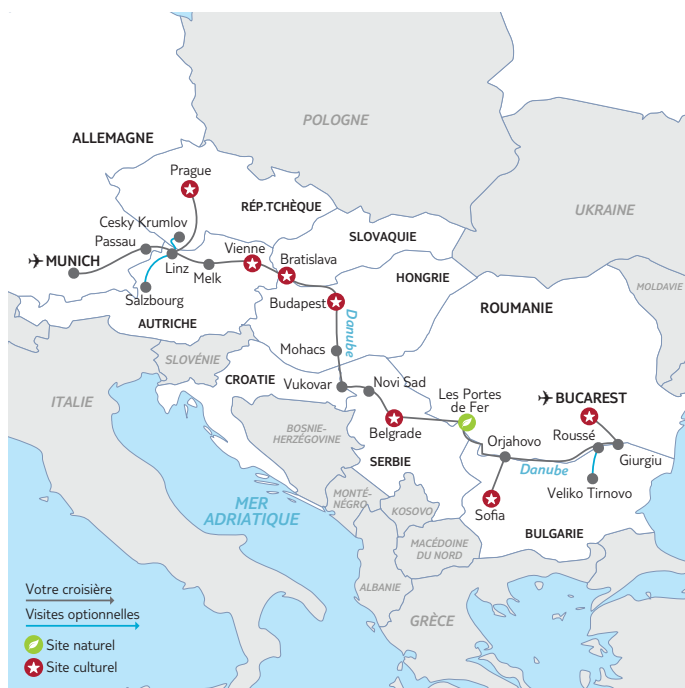 POLOGNE
ALLEMAGNE
Prague
RÉP.TCHÈQUE
UKRAINE
Cesky Krumlov
SLOVAQUIE
Passau
Vienne
MUNICH
Linz
Bratislava
Melk
HONGRIE
MOLDAVIE
Salzbourg
Budapest
ROUMANIE
AUTRICHE
Danube
Mohacs
SLOVÉNIE
CROATIE
Vukovar
Novi Sad
Les Portes
de Fer
BUCAREST
ITALIE
BOSNIE-
HERZÉGOVINE
Belgrade
Orjahovo
Roussé
Giurgiu
SERBIE
Danube
Veliko Tirnovo
MER
ADRIATIQUE
MONTÉ-
NÉGRO
KOSOVO
Sofia
BULGARIE
MACÉDOINE
DU NORD
ALBANIE
GRÈCE
Votre croisière
Visites optionnelles
Site naturel
Site culturel